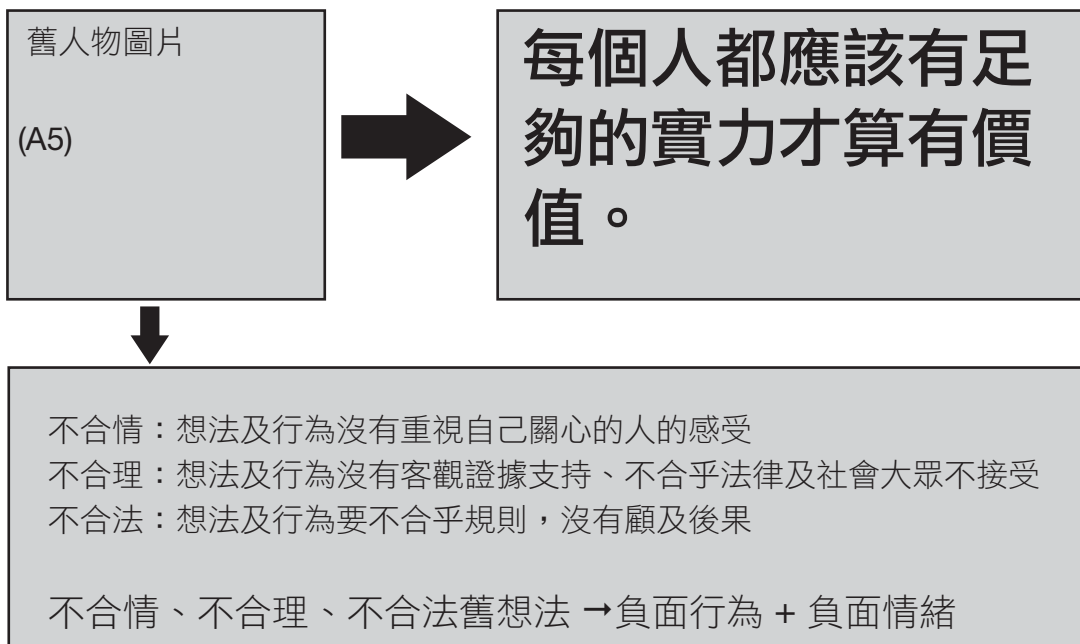 舊人物圖片
(A5)
每個人都應該有足
夠的實力才算有價
值。
不合情：想法及行為沒有重視自己關心的人的感受
不合理：想法及行為沒有客觀證據支持、不合乎法律及社會大眾不接受
不合法：想法及行為要不合乎規則，沒有顧及後果
不合情、不合理、不合法舊想法 →負面行為 + 負面情緒